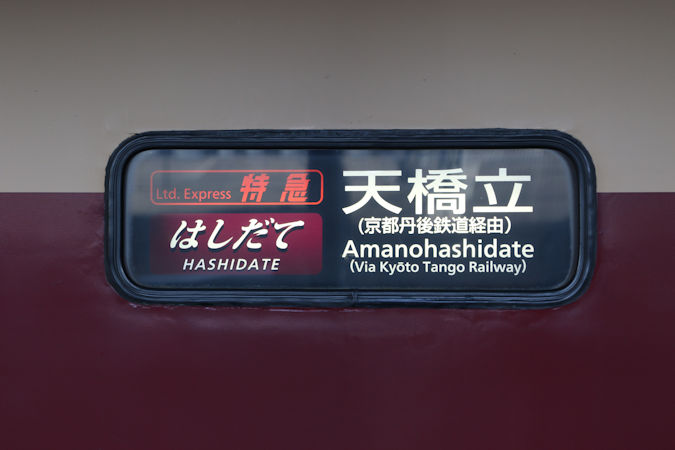 Ltd. Express 特急
はしだて
HASHIDATE
天橋立
(京都丹後鉄道経由)
Amanohashidate
(Via Kyōto Tango Railway)